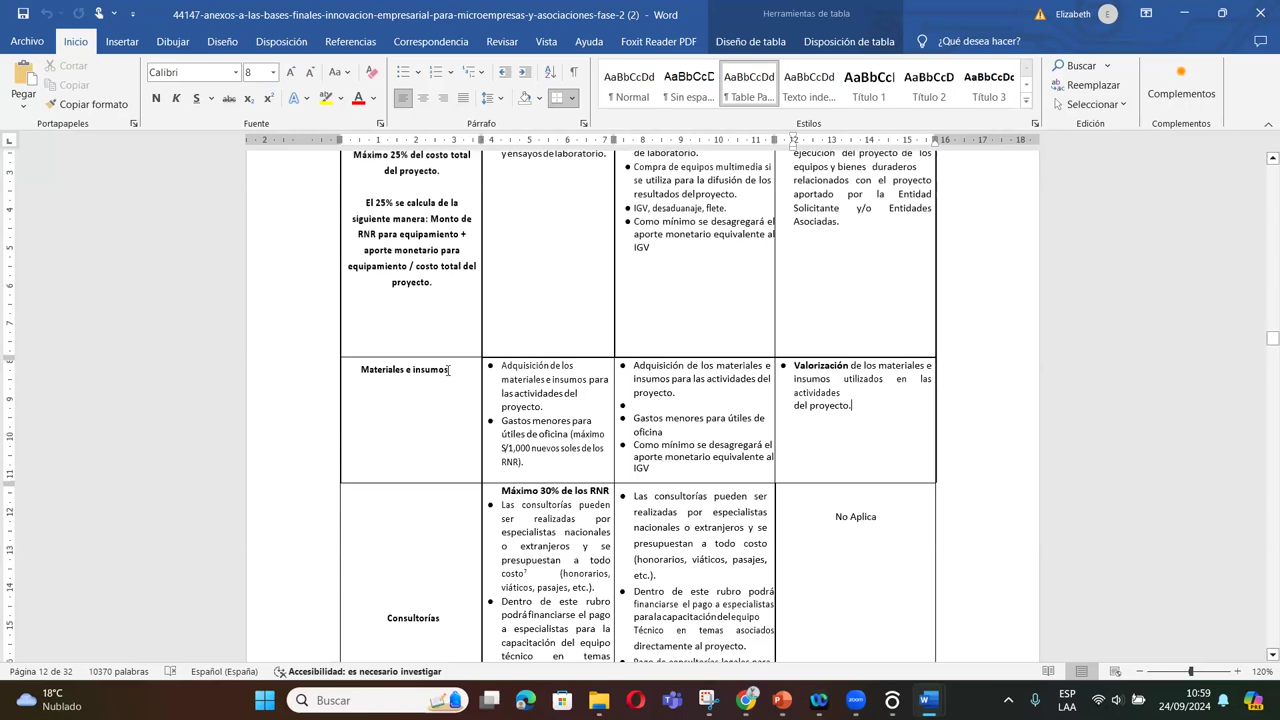 44147-anexos-a-las-bases-finales-innovacion-empresarial-y-asociaciones-fase-2 (2) - Word
Herramientas de tabla
Elizabeth
E
Archivo
Inicio
Insertar
Dibujar
Diseño
Disposición
Referencias
Correspondencia
Revisar
Vista
Ayuda
Foxit Reader PDF
Diseño de tabla
Disposición de tabla
¿Qué desea hacer?
Pegar
Cortar
Copiar
Copiar formato
Portapapeles
Calibri
8
Fuente
Párrafo
AaBbCcDd
¶ Normal
AaBbCcDd
¶ Sin espa...
AaBbCcDd
¶ Table Pa...
AaBbCcDd
Texto inde...
AaBbCcI
Título 1
AaBbCcDd
Título 2
AaBbCcDc
Título 3
Estilos
Buscar
Reemplazar
Seleccionar
Edición
Complementos
Complementos
Máximo 25% del costo total
del proyecto.
El 25% se calcula de la
siguiente manera: Monto de
RNR para equipamiento +
aporte monetario para
equipamiento / costo total del
proyecto.
y ensayos de laboratorio.
de laboratorio.
● Compra de equipos multimedia si
se utiliza para la difusión de los
resultados del proyecto.
● IGV, desaduanaje, flete.
● Como mínimo se desagregará el
aporte monetario equivalente al
IGV
ejecución del proyecto de los
equipos y bienes duraderos
relacionados con el proyecto
aportado por la Entidad
Solicitante y/o Entidades
Asociadas.
Materiales e insumos
● Adquisición de los
materiales e insumos para
las actividades del
proyecto.
● Gastos menores para
útiles de oficina (máximo
S/1,000 nuevos soles de los
RNR).
● Adquisición de los materiales e
insumos para las actividades del
proyecto.
●
● Gastos menores para útiles de
oficina
● Como mínimo se desagregará el
aporte monetario equivalente al
IGV
● Valorización de los materiales e
insumos utilizados en las
actividades
del proyecto.
Consultorías
Máximo 30% de los RNR
● Las consultorías pueden
ser realizadas por
especialistas nacionales
o extranjeros y se
presupuestan a todo
costo7 (honorarios,
viáticos, pasajes, etc.).
● Dentro de este rubro
podrá financiarse el pago
a especialistas para la
capacitación del equipo
técnico en temas
● Las consultorías pueden ser
realizadas por especialistas
nacionales o extranjeros y se
presupuestan a todo costo
(honorarios, viáticos, pasajes,
etc.).
● Dentro de este rubro podrá
financiarse el pago a especialistas
para la capacitación del equipo
Técnico en temas asociados
directamente al proyecto.
● Pago de consultorías legales para
No Aplica
Página 12 de 32
10370 palabras
Español (España)
Accesibilidad: es necesario investigar
120%
18°C
Nublado
Buscar
ESP
LAA
10:59
24/09/2024